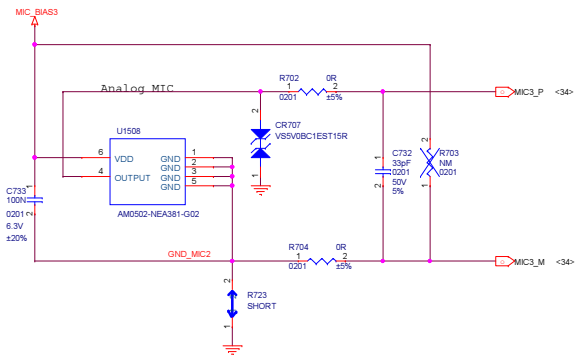 MIC_BIAS3
Analog MIC
R702 0R
1 2
0201 ±5%
MIC3_P <34>
2
CR707
VS5V0BC1EST15R
1
U1508
6 VDD GND 1
GND 2
4 OUTPUT GND 3
GND 5
AM0502-NEA381-G02
1
C733
100N
0201
2
6.3V
±20%
1
C732
33pF
0201
50V
2
5%
2
R703
NM
0201
1
GND_MIC2
R704 0R
1 2
0201 ±5%
MIC3_M <34>
2
R723
SHORT
1